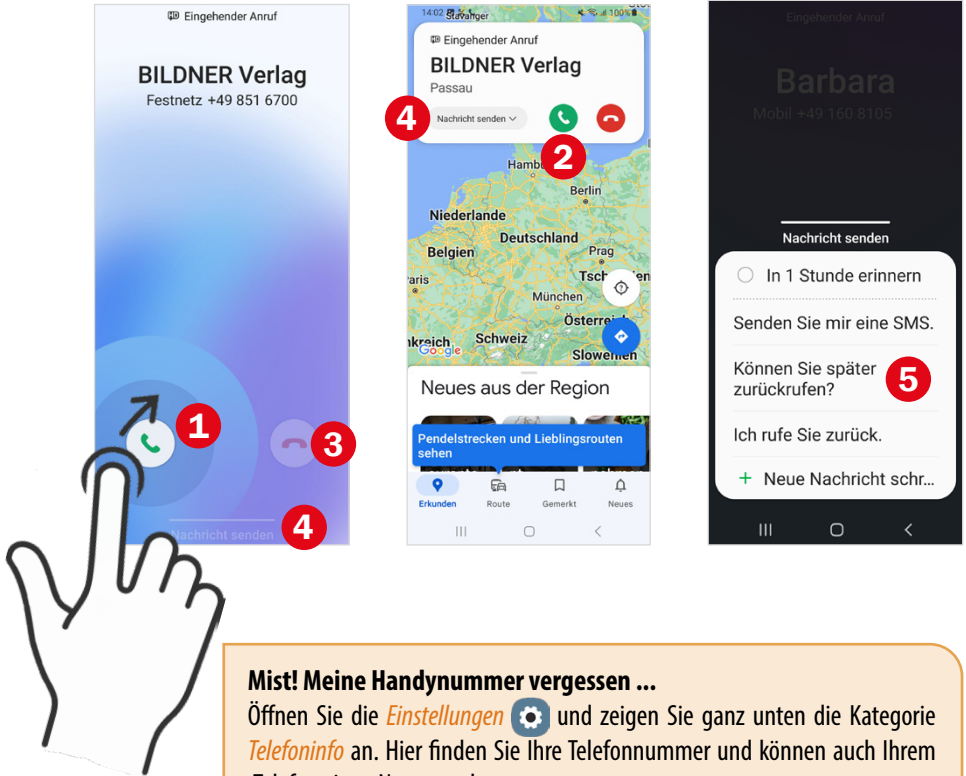 Eingehender Anruf
BILDNER Verlag
Festnetz +49 851 6700
1
3
4
Nachricht senden
14:02
Stavanger
100%
Eingehender Anruf
BILDNER Verlag
Passau
4
Nachricht senden
2
Berlin
Niederlande
Deutschland
Belgien
Prag
München
Schweiz
Google
Neues aus der Region
Pendelstrecken und Lieblingsrouten
sehen
Erkunden
Route
Gemerkt
Neues
Eingehender Anruf
Barbara
Mobil +49 160 8105
Nachricht senden
In 1 Stunde erinnern
Senden Sie mir eine SMS.
Können Sie später
zurückrufen?
5
Ich rufe Sie zurück.
+ Neue Nachricht schr...
Mist! Meine Handynummer vergessen ...
Öffnen Sie die Einstellungen und zeigen Sie ganz unten die Kategorie
Telefoninfo an. Hier finden Sie Ihre Telefonnummer und können auch Ihrem